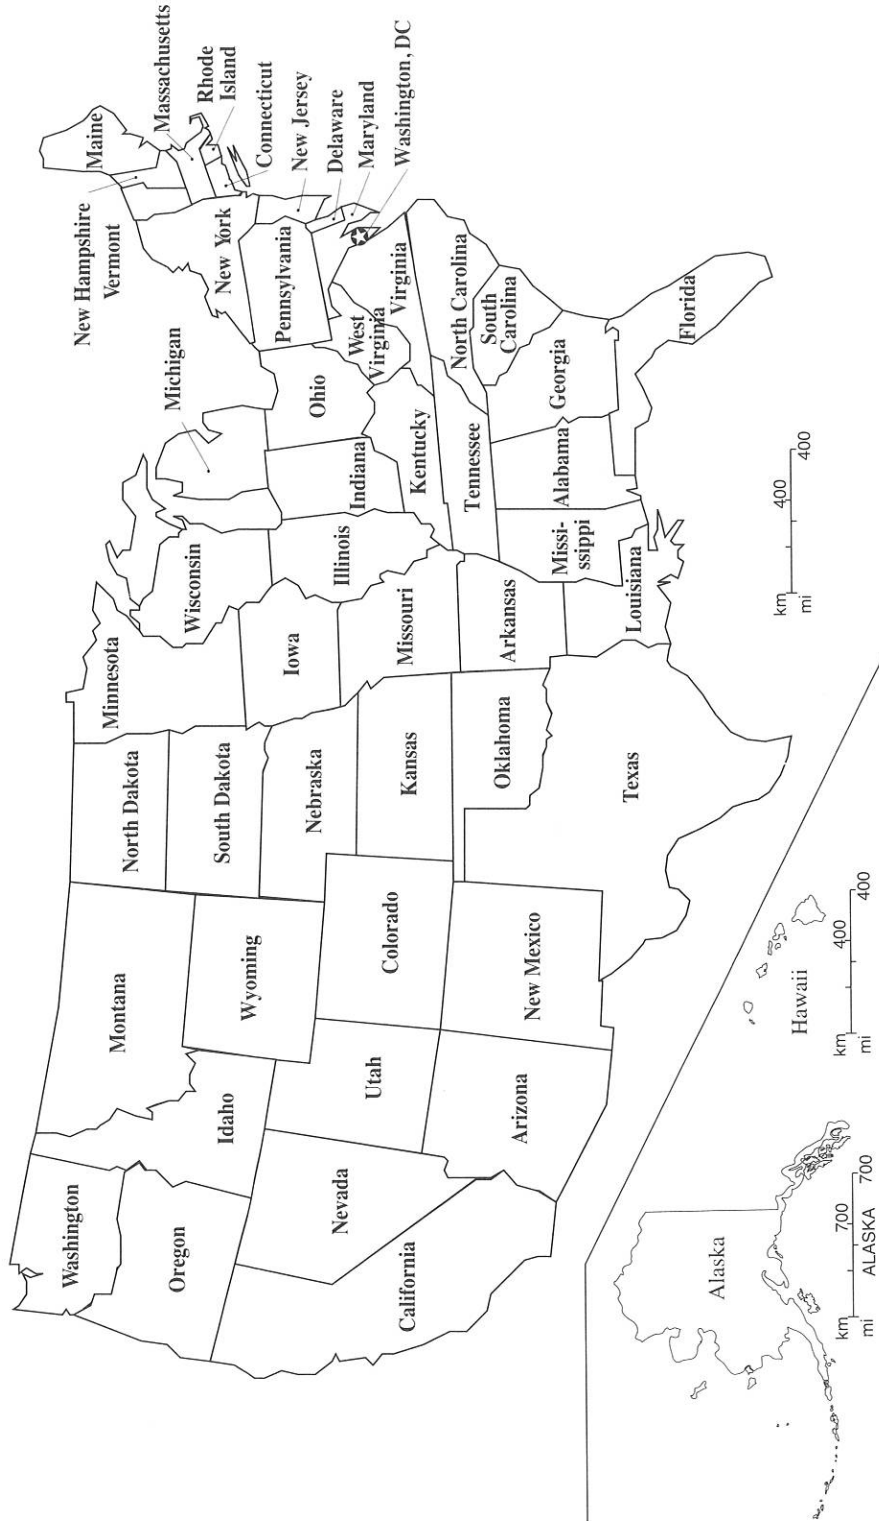 Washington
Oregon
California
Nevada
Idaho
Montana
Wyoming
Utah
Arizona
Colorado
New Mexico
North Dakota
South Dakota
Nebraska
Kansas
Oklahoma
Texas
Minnesota
Iowa
Missouri
Arkansas
Louisiana
Wisconsin
Illinois
Michigan
Indiana
Ohio
Kentucky
Tennessee
Missi-
ssippi
Alabama
Georgia
Florida
South
Carolina
North Carolina
Virginia
West
Virginia
Pennsylvania
New York
New Hampshire
Vermont
Maine
Massachusetts
Rhode
Island
Connecticut
New Jersey
Delaware
Maryland
Washington, DC
Alaska
km 700
mi 700
ALASKA
Hawaii
km 400
mi 400
km 400
mi 400